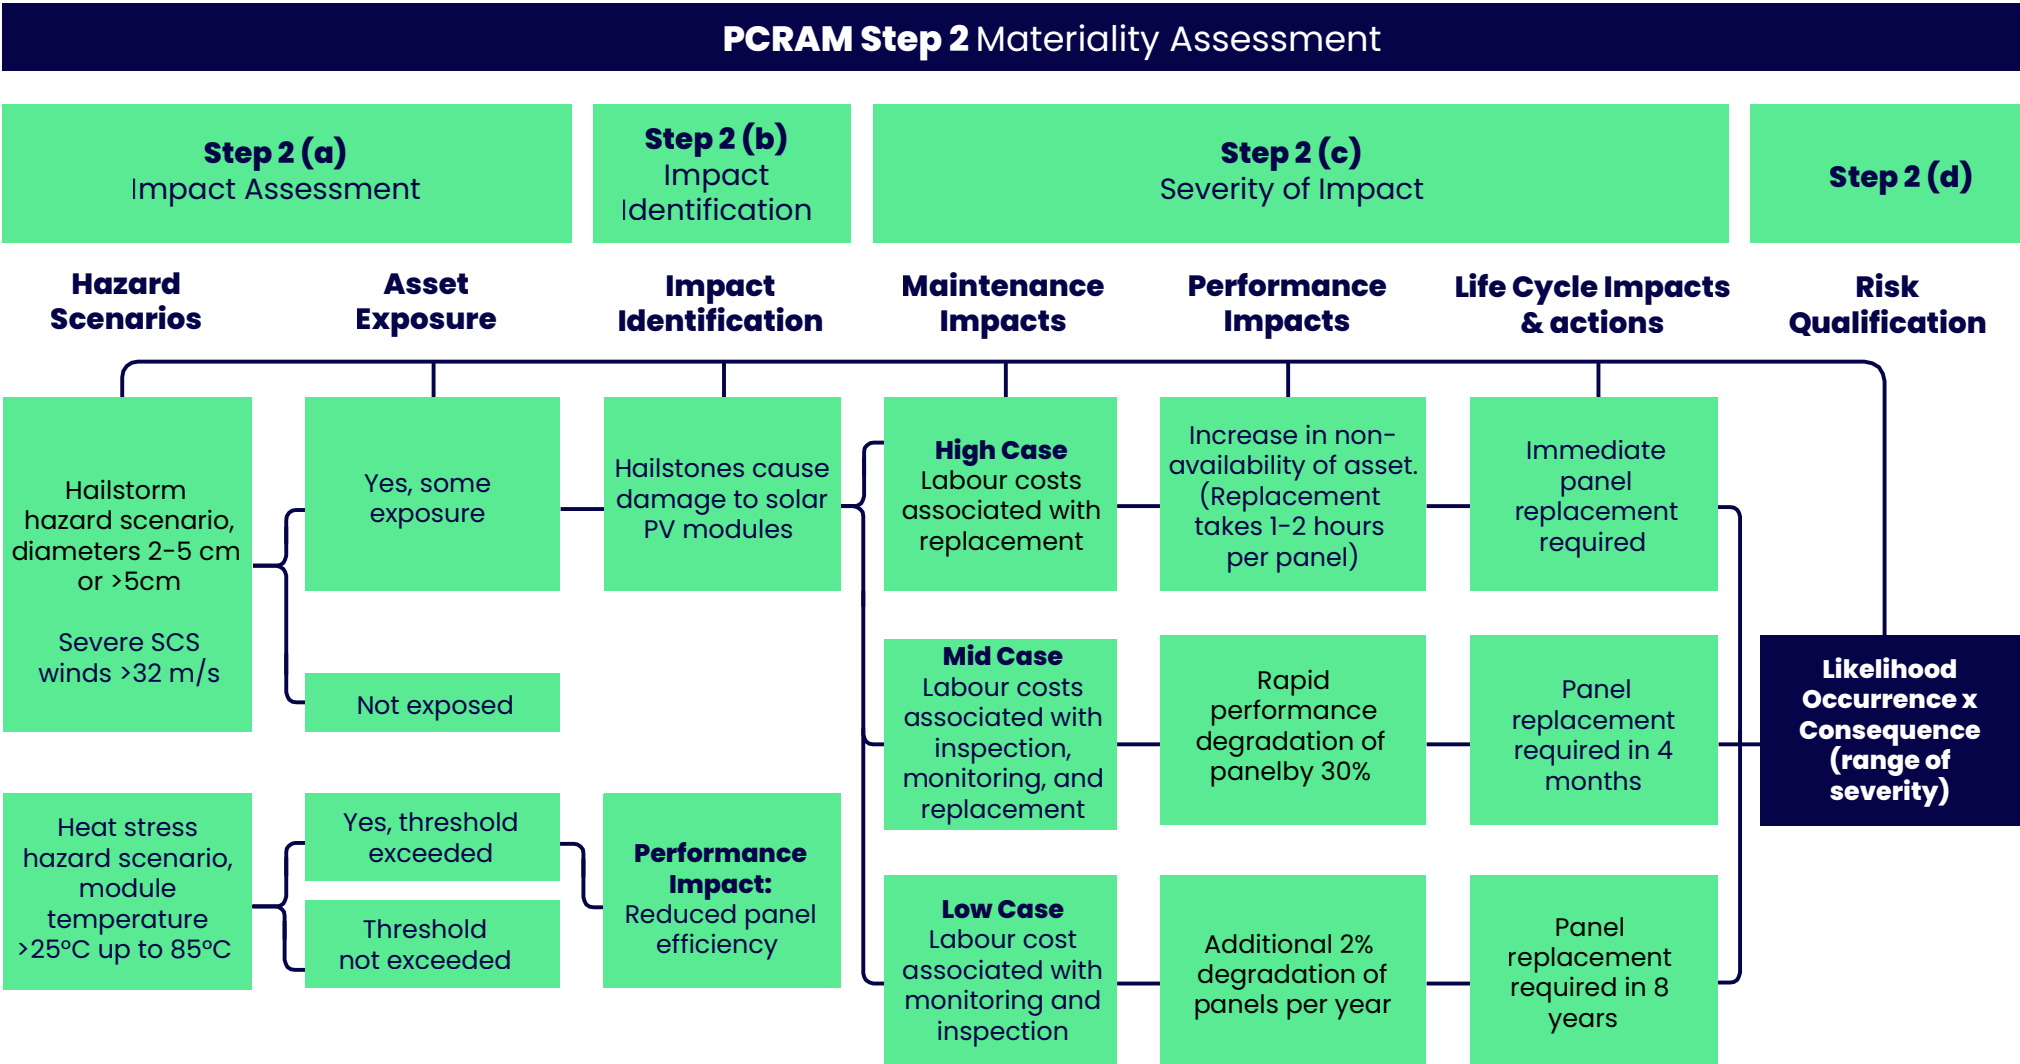 PCRAM Step 2 Materiality Assessment
Step 2 (a)
Impact Assessment
Step 2 (b)
Impact
Identification
Step 2 (c)
Severity of Impact
Step 2 (d)
Hazard
Scenarios
Asset
Exposure
Impact
Identification
Maintenance
Impacts
Performance
Impacts
Life Cycle Impacts
& actions
Risk
Qualification
Hailstorm
hazard scenario,
diameters 2-5 cm
or >5cm
Severe SCS
winds >32 m/s
Yes, some
exposure
Not exposed
Hailstones cause
damage to solar
PV modules
High Case
Labour costs
associated with
replacement
Increase in non-
availability of asset.
(Replacement
takes 1-2 hours
per panel)
Immediate
panel
replacement
required
Mid Case
Labour costs
associated with
inspection,
monitoring, and
replacement
Rapid
performance
degradation of
panelby 30%
Panel
replacement
required in 4
months
Likelihood
Occurrence x
Consequence
(range of
severity)
Heat stress
hazard scenario,
module
temperature
>25°C up to 85°C
Yes, threshold
exceeded
Threshold
not exceeded
Performance
Impact:
Reduced panel
efficiency
Low Case
Labour cost
associated with
monitoring and
inspection
Additional 2%
degradation of
panels per year
Panel
replacement
required in 8
years